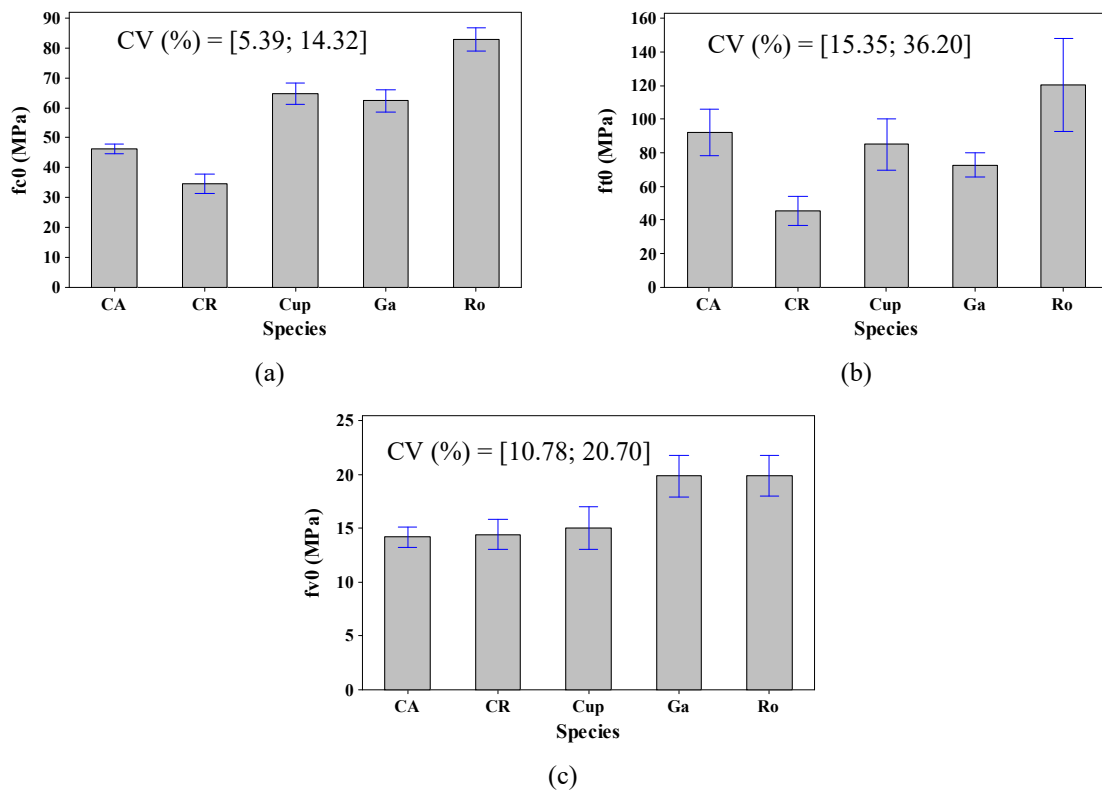 CV (%) = [5.39; 14.32]
fc0 (MPa)
90
80
70
60
50
40
30
20
10
0
CA CR Cup Ga Ro
Species
(a)
CV (%) = [15.35; 36.20]
ft0 (MPa)
160
140
120
100
80
60
40
20
0
CA CR Cup Ga Ro
Species
(b)
CV (%) = [10.78; 20.70]
fv0 (MPa)
25
20
15
10
5
0
CA CR Cup Ga Ro
Species
(c)